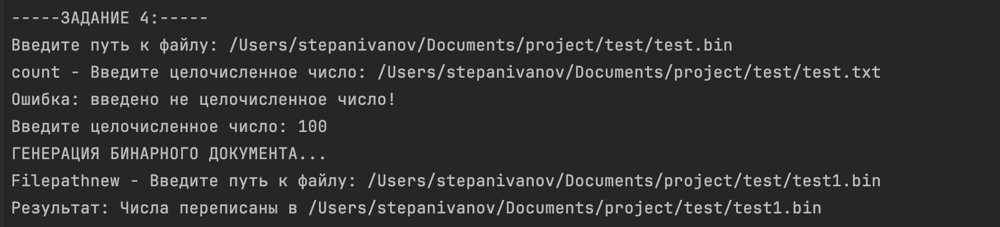 -----ЗАДАНИЕ 4:-----
Введите путь к файлу: /Users/stepanivanov/Documents/project/test/test.bin
count - Введите целочисленное число: /Users/stepanivanov/Documents/project/test/test.txt
Ошибка: введено не целочисленное число!
Введите целочисленное число: 100
ГЕНЕРАЦИЯ БИНАРНОГО ДОКУМЕНТА...
Filepathnew - Введите путь к файлу: /Users/stepanivanov/Documents/project/test/test1.bin
Результат: Числа переписаны в /Users/stepanivanov/Documents/project/test/test1.bin